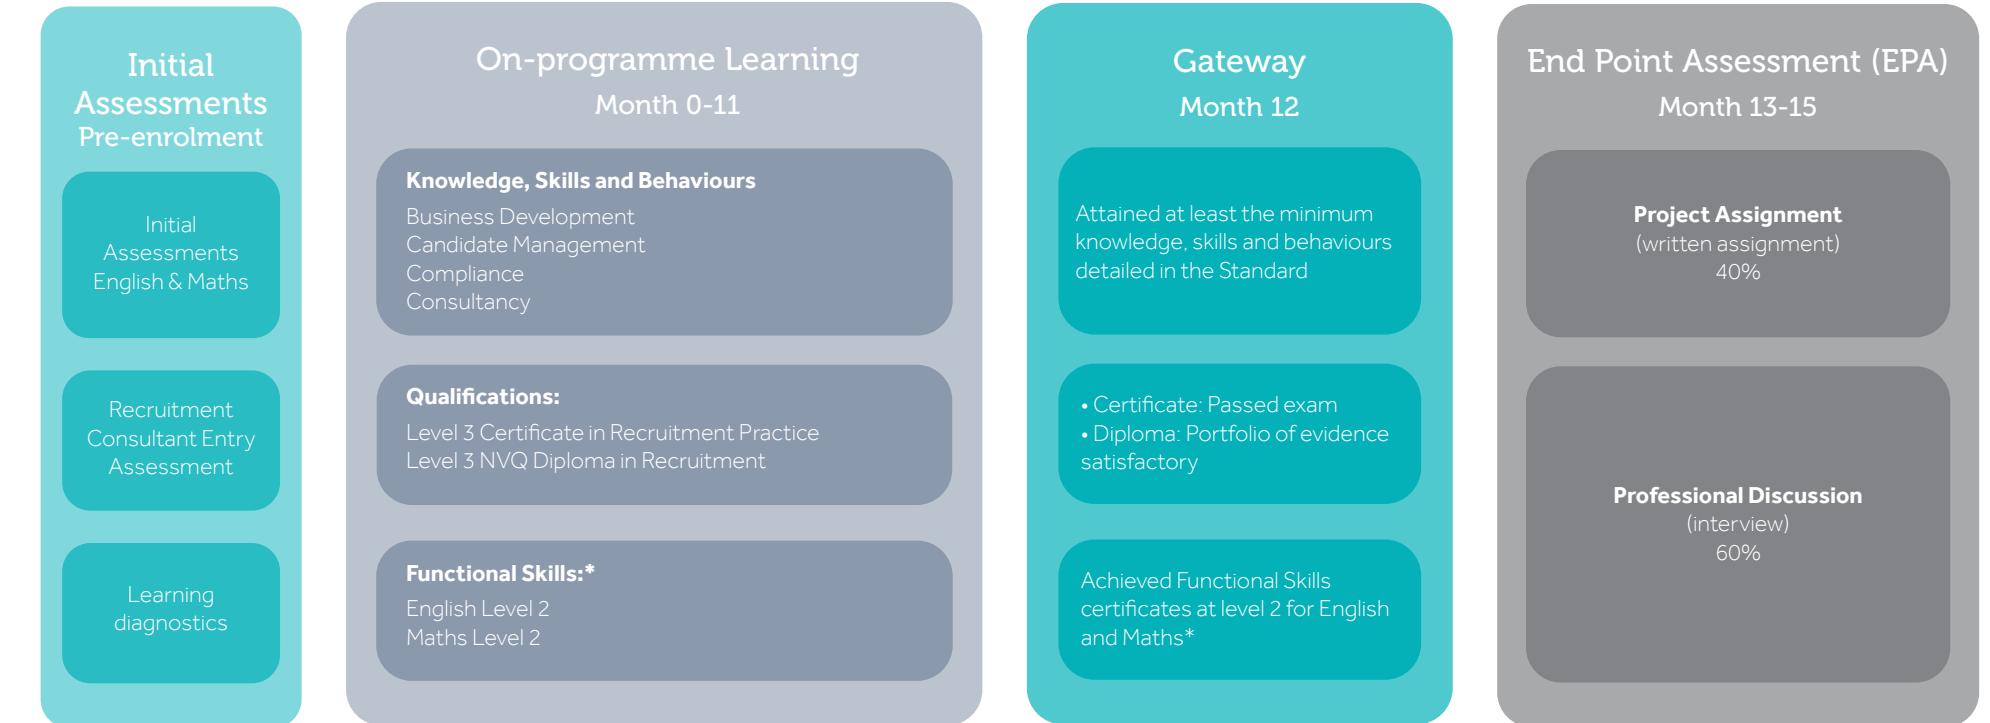 Initial
Assessments
Pre-enrolment
Initial
Assessments
English & Maths
Recruitment
Consultant Entry
Assessment
Learning
diagnostics
On-programme Learning
Month 0-11
Knowledge, Skills and Behaviours
Business Development
Candidate Management
Compliance
Consultancy
Qualifications:
Level 3 Certificate in Recruitment Practice
Level 3 NVQ Diploma in Recruitment
Functional Skills:*
English Level 2
Maths Level 2
Gateway
Month 12
Attained at least the minimum
knowledge, skills and behaviours
detailed in the Standard
• Certificate: Passed exam
• Diploma: Portfolio of evidence
satisfactory
Achieved Functional Skills
certificates at level 2 for English
and Maths*
End Point Assessment (EPA)
Month 13-15
Project Assignment
(written assignment)
40%
Professional Discussion
(interview)
60%